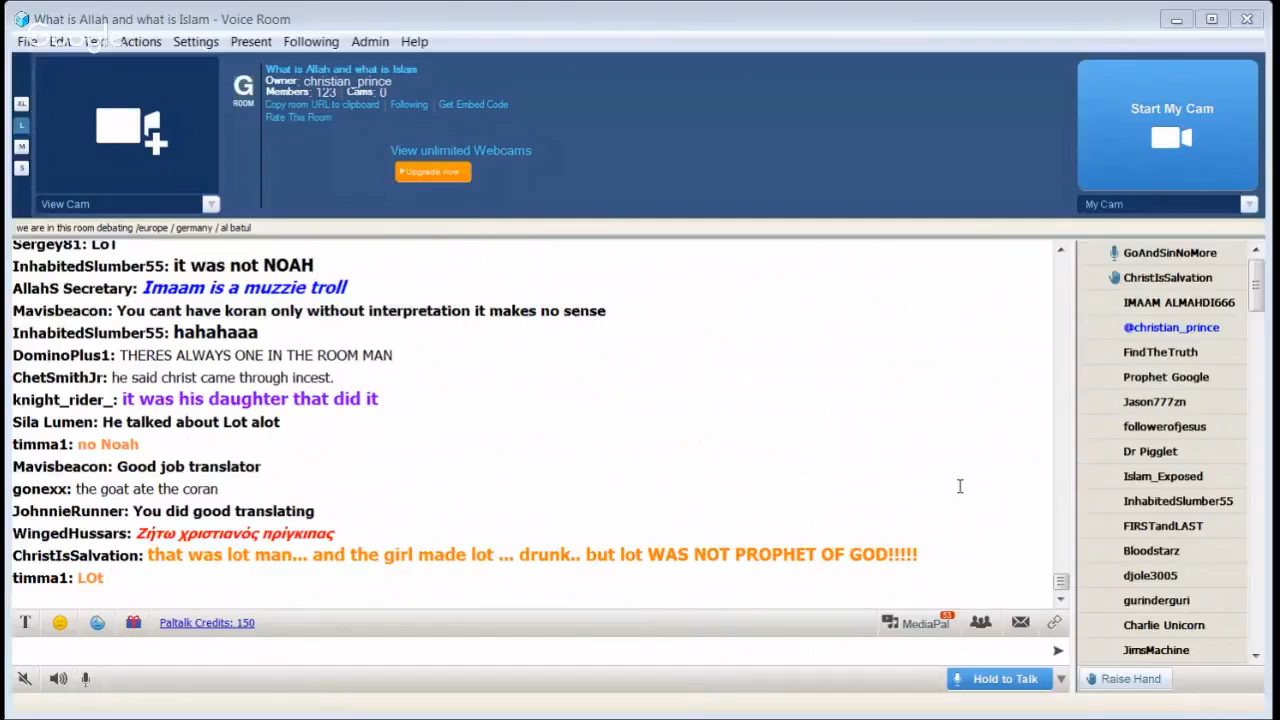 What is Allah and what is Islam - Voice Room
File Edit Text Actions Settings Present Following Admin Help
Google
XL
L
M
S
G
ROOM
What is Allah and what is Islam
Owner: christian_prince
Members: 123 Cams: 0
Copy room URL to clipboard | Following | Get Embed Code
Rate This Room
View unlimited Webcams
Upgrade now
Start My Cam
View Cam
My Cam
we are in this room debating /europe / germany / al batul
Sergey81: LoT
InhabitedSlumber55: it was not NOAH
AllahS Secretary: Imaam is a muzzie troll
Mavisbeacon: You cant have koran only without interpretation it makes no sense
InhabitedSlumber55: hahahaaa
DominoPlus1: THERES ALWAYS ONE IN THE ROOM MAN
ChetSmithJr: he said christ came through incest.
knight_rider_: it was his daughter that did it
Sila Lumen: He talked about Lot alot
timma1: no Noah
Mavisbeacon: Good job translator
gonexx: the goat ate the coran
JohnnieRunner: You did good translating
WingedHussars: Ζήτω χριστιανός πρίγκιπας
ChristIsSalvation: that was lot man... and the girl made lot ... drunk.. but lot WAS NOT PROPHET OF GOD!!!!!
timma1: LOt
GoAndSinNoMore
ChristIsSalvation
IMAAM ALMAHDI666
@christian_prince
FindTheTruth
Prophet Google
Jason777zn
followerofjesus
Dr Pigglet
Islam_Exposed
InhabitedSlumber55
FIRSTandLAST
Bloodstarz
djole3005
gurinderguri
Charlie Unicorn
JimsMachine
T
Paltalk Credits: 150
MediaPal
53
Hold to Talk
Raise Hand